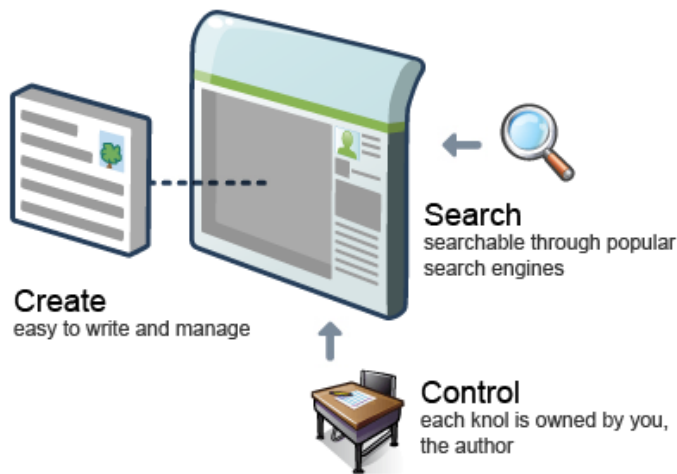 Search
searchable through popular
search engines
Create
easy to write and manage
Control
each knol is owned by you,
the author